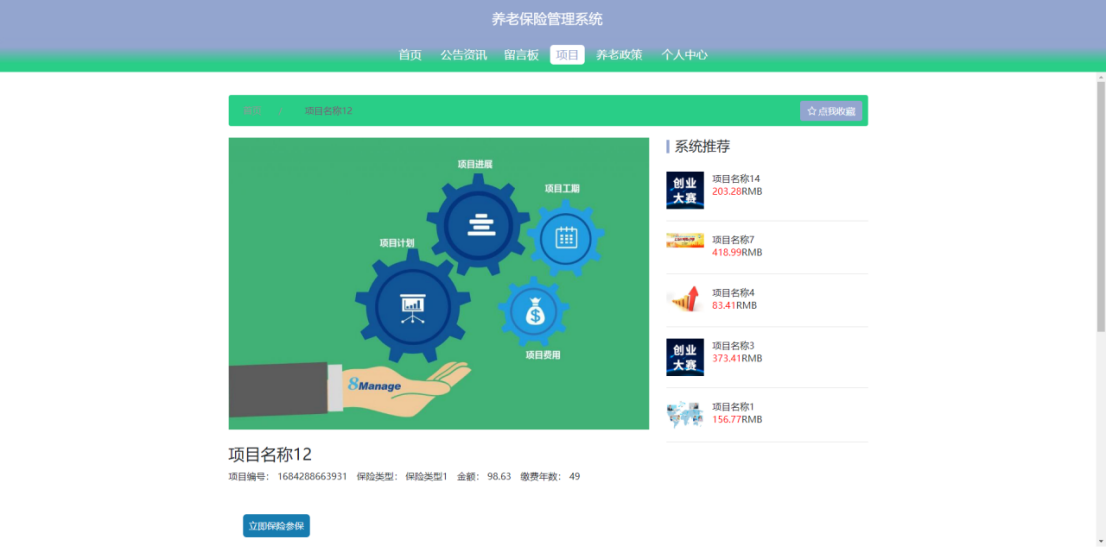 养老保险管理系统
首页 公告资讯 留言板 项目 养老政策 个人中心
项目名称12 ☆点我收藏
项目进展
项目工期
项目计划
项目费用
8Manage
系统推荐
创业大赛
项目名称14
203.28RMB
项目名称7
418.99RMB
项目名称4
83.41RMB
创业大赛
项目名称3
373.41RMB
项目名称1
156.77RMB
项目名称12
项目编号: 1684288663931 保险类型: 保险类型1 金额: 98.63 缴费年数: 49
立即保险参保